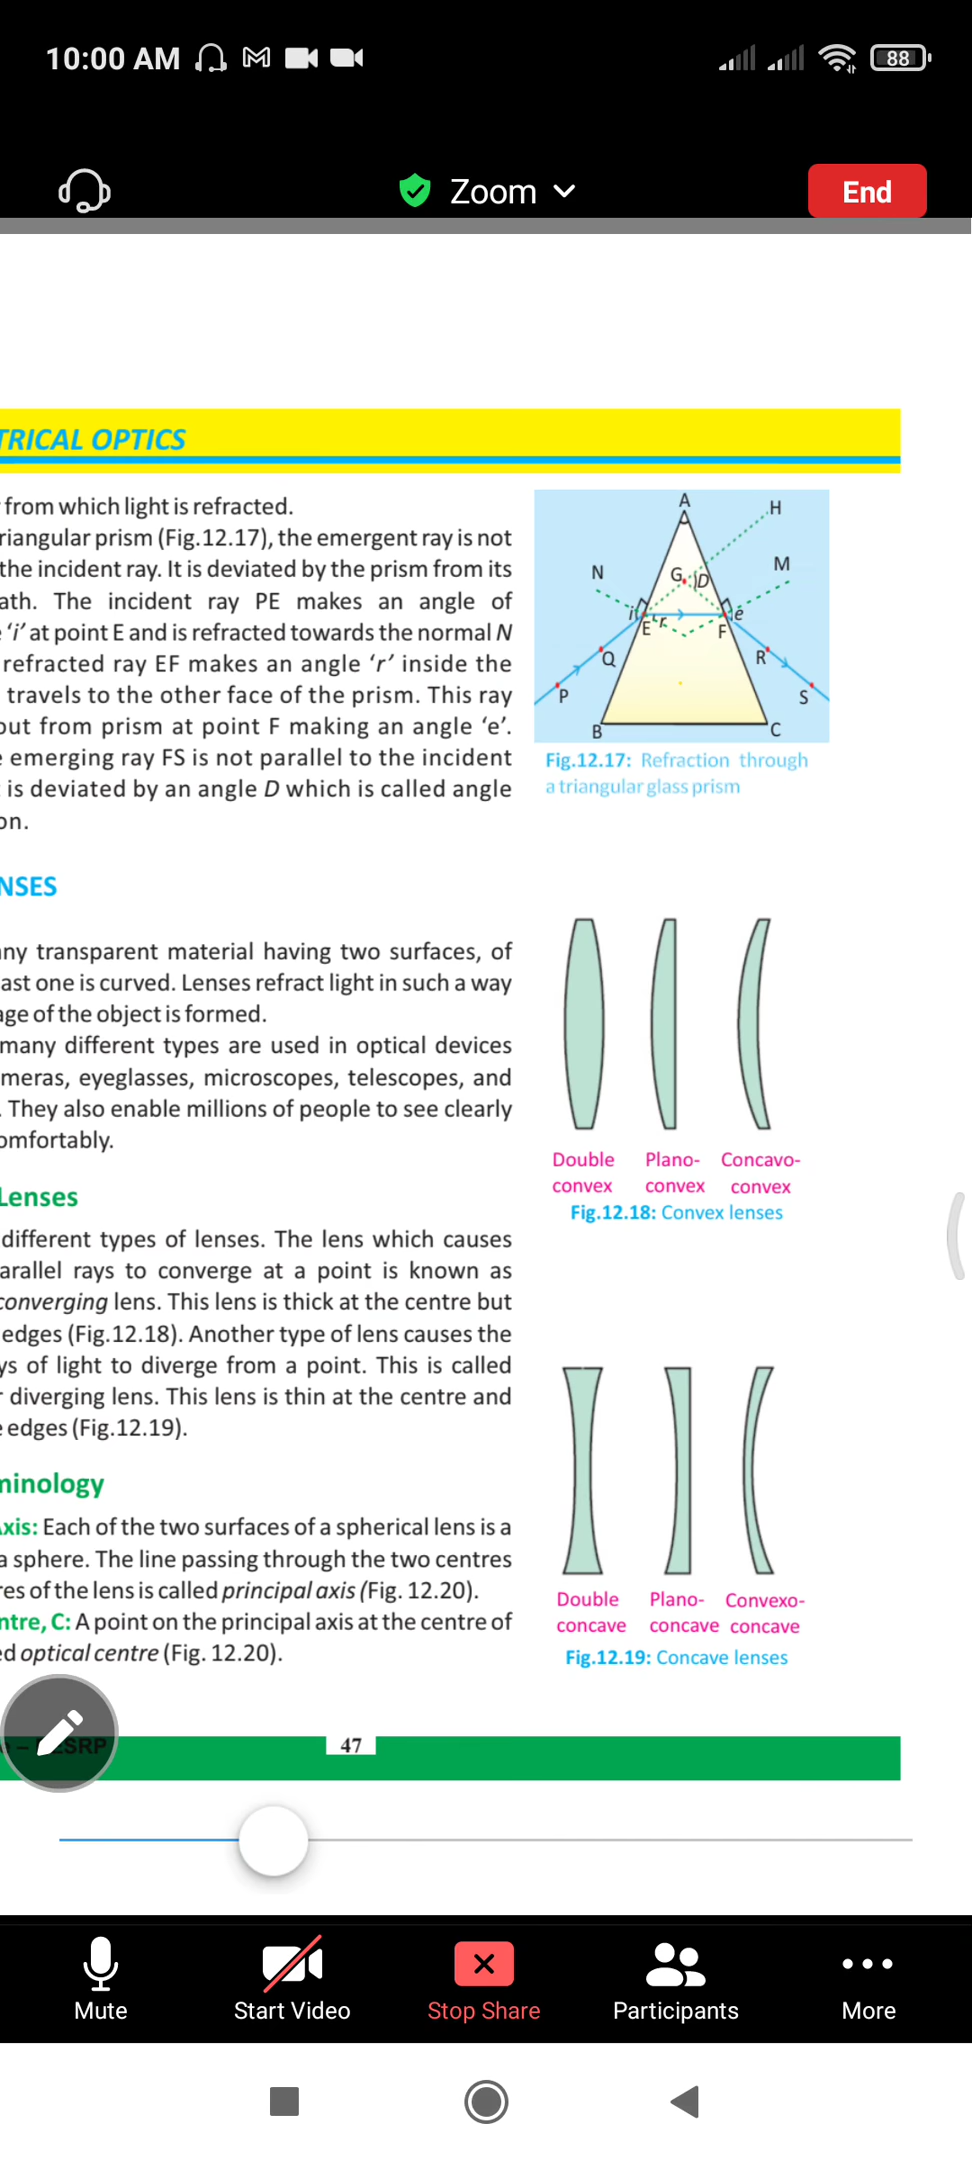 10:00 AM
88
Zoom
End
TRICAL OPTICS
from which light is refracted.
riangular prism (Fig.12.17), the emergent ray is not
the incident ray. It is deviated by the prism from its
ath. The incident ray PE makes an angle of
‘i’ at point E and is refracted towards the normal N
refracted ray EF makes an angle ‘r’ inside the
travels to the other face of the prism. This ray
out from prism at point F making an angle ‘e’.
emerging ray FS is not parallel to the incident
is deviated by an angle D which is called angle
on.
A
H
N
M
G
D
i
r
e
E
F
Q
R
P
S
B
C
Fig.12.17: Refraction through
a triangular glass prism
NSES
any transparent material having two surfaces, of
ast one is curved. Lenses refract light in such a way
age of the object is formed.
many different types are used in optical devices
meras, eyeglasses, microscopes, telescopes, and
. They also enable millions of people to see clearly
omfortably.
Double Plano- Concavo-
convex convex convex
Fig.12.18: Convex lenses
Lenses
different types of lenses. The lens which causes
arallel rays to converge at a point is known as
converging lens. This lens is thick at the centre but
edges (Fig.12.18). Another type of lens causes the
ys of light to diverge from a point. This is called
r diverging lens. This lens is thin at the centre and
edges (Fig.12.19).
minology
Axis: Each of the two surfaces of a spherical lens is a
a sphere. The line passing through the two centres
res of the lens is called principal axis (Fig. 12.20).
ntre, C: A point on the principal axis at the centre of
ed optical centre (Fig. 12.20).
Double Plano- Convexo-
concave concave concave
Fig.12.19: Concave lenses
47
Mute
Start Video
Stop Share
Participants
More